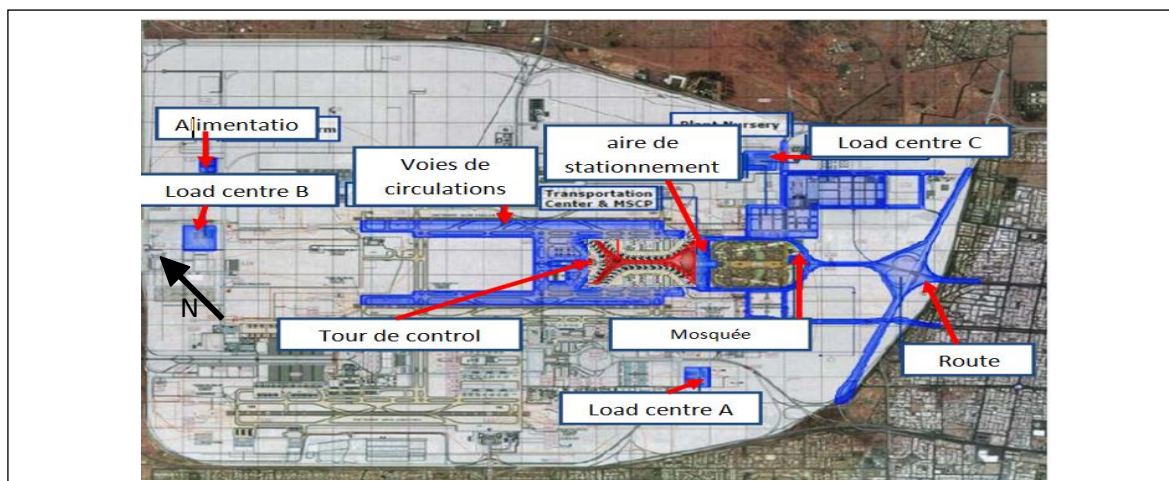 Alimentatio
rm
Plant Nursery
Load centre C
aire de
stationnement
Voies de
circulations
Load centre B
Transportation
Center & MSCP
N
Tour de control
Mosquée
Route
Load centre A